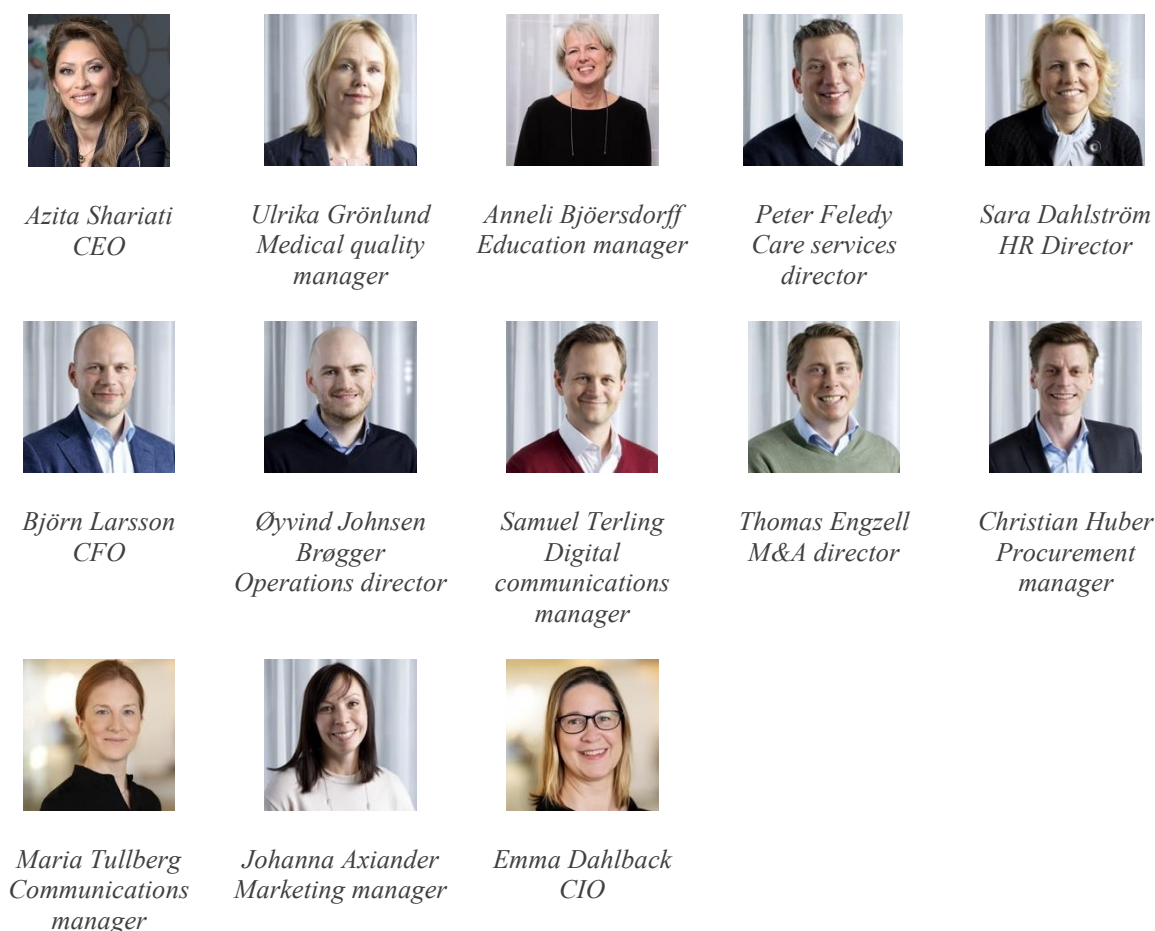 Azita Shariati
CEO
Ulrika Grönlund
Medical quality
manager
Anneli Bjöersdorff
Education manager
Peter Feledy
Care services
director
Sara Dahlström
HR Director
Björn Larsson
CFO
Øyvind Johnsen
Brøgger
Operations director
Samuel Terling
Digital
communications
manager
Thomas Engzell
M&A director
Christian Huber
Procurement
manager
Maria Tullberg
Communications
manager
Johanna Axiander
Marketing manager
Emma Dahlback
CIO